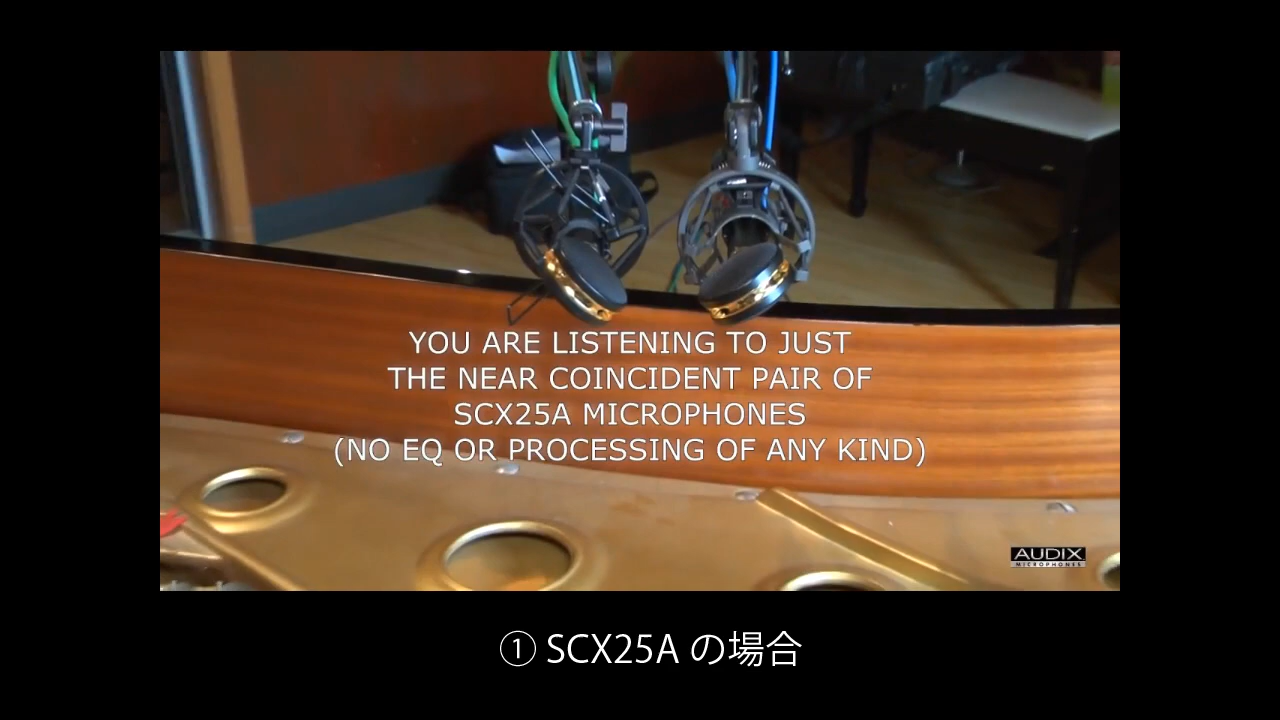 YOU ARE LISTENING TO JUST
THE NEAR COINCIDENT PAIR OF
SCX25A MICROPHONES
(NO EQ OR PROCESSING OF ANY KIND)
AUDIX
MICROPHONES
① SCX25A の場合